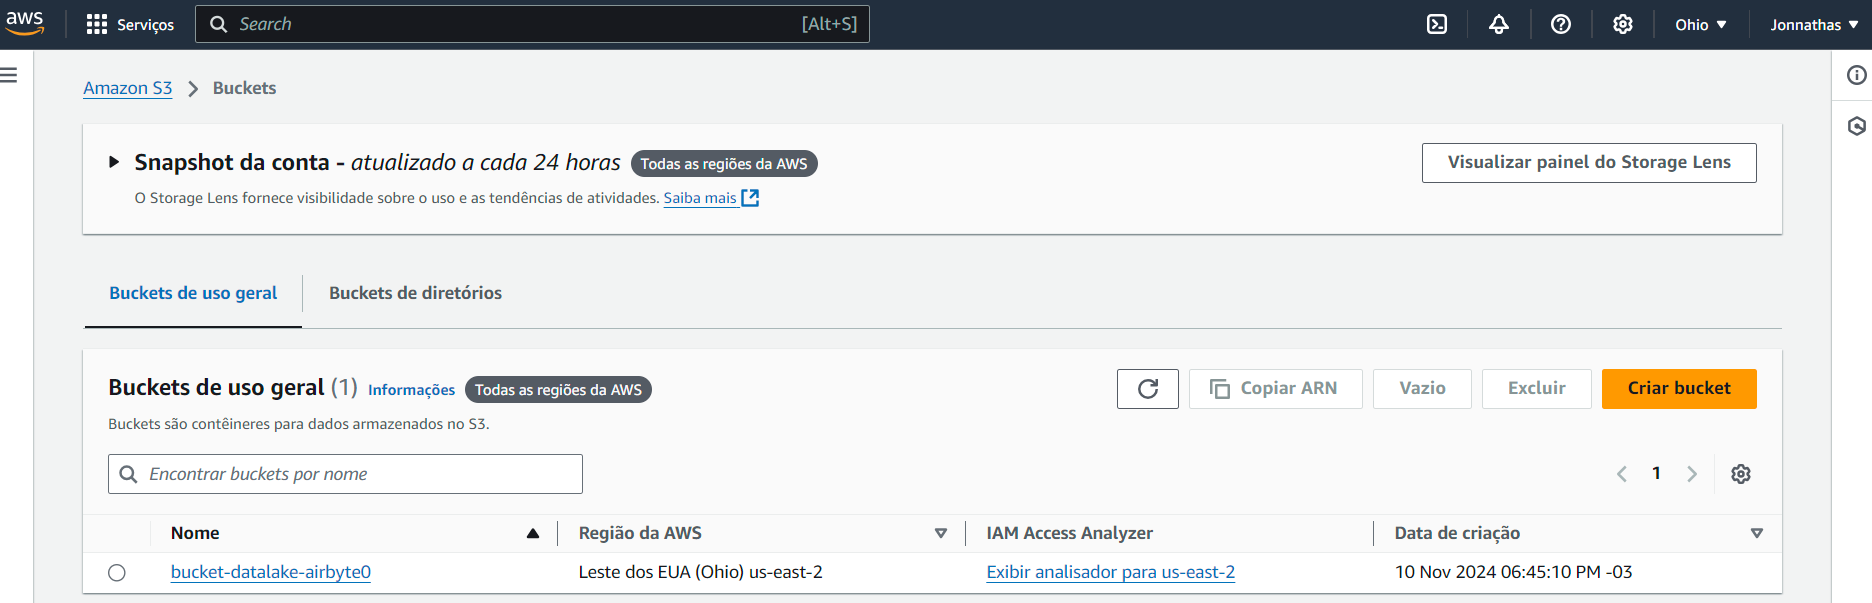 aws Serviços Search [Alt+S] Ohio Jonnathas
Amazon S3 Buckets
Snapshot da conta - atualizado a cada 24 horas Todas as regiões da AWS Visualizar painel do Storage Lens
O Storage Lens fornece visibilidade sobre o uso e as tendências de atividades. Saiba mais
Buckets de uso geral Buckets de diretórios
Buckets de uso geral (1) Informações Todas as regiões da AWS Copiar ARN Vazio Excluir Criar bucket
Buckets são contêineres para dados armazenados no S3.
Encontrar buckets por nome 1
Nome Região da AWS IAM Access Analyzer Data de criação
bucket-datalake-airbyte0 Leste dos EUA (Ohio) us-east-2 Exibir analisador para us-east-2 10 Nov 2024 06:45:10 PM -03